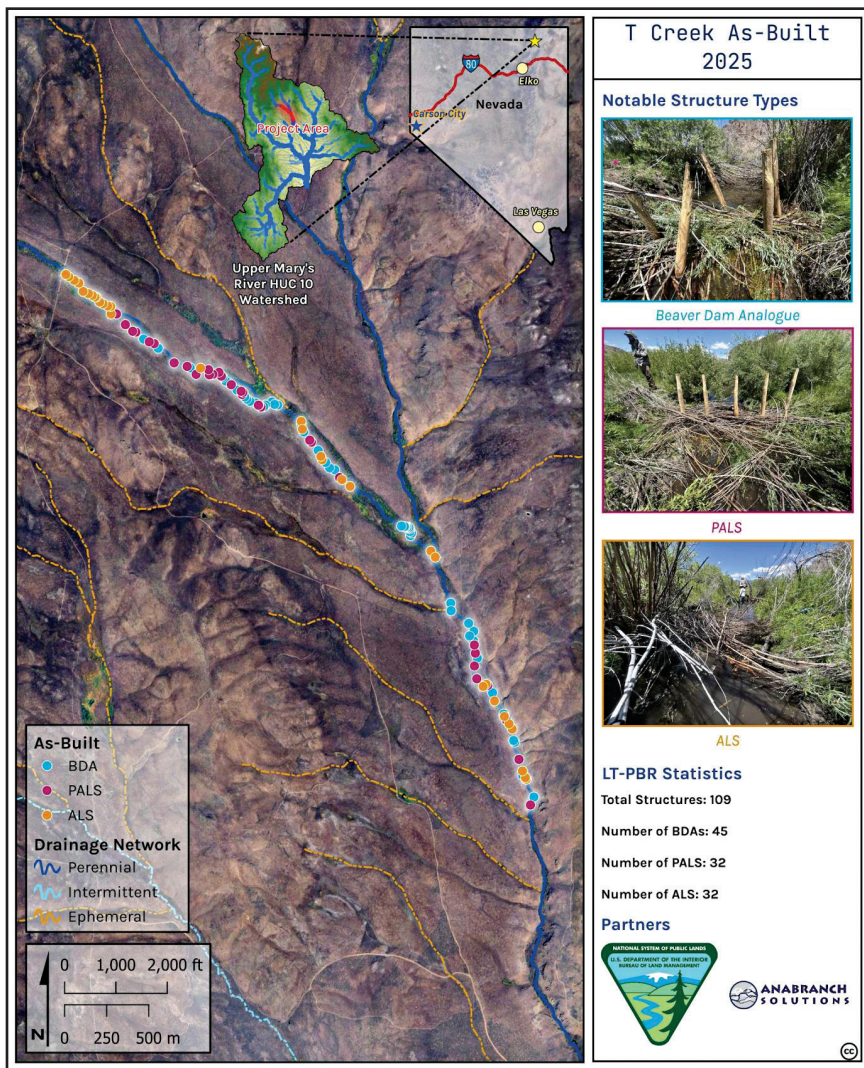 T Creek As-Built
2025
Notable Structure Types
Beaver Dam Analogue
PALS
ALS
LT-PBR Statistics
Total Structures: 109
Number of BDAs: 45
Number of PALS: 32
Number of ALS: 32
Partners
NATIONAL SYSTEM OF PUBLIC LANDS
U.S. DEPARTMENT OF THE INTERIOR
BUREAU OF LAND MANAGEMENT
ANABRANCH
SOLUTIONS
cc
80
Elko
Nevada
Carson City
Las Vegas
Project Area
Upper Mary's
River HUC 10
Watershed
As-Built
BDA
PALS
ALS
Drainage Network
Perennial
Intermittent
Ephemeral
0 1,000 2,000 ft
0 250 500 m
N